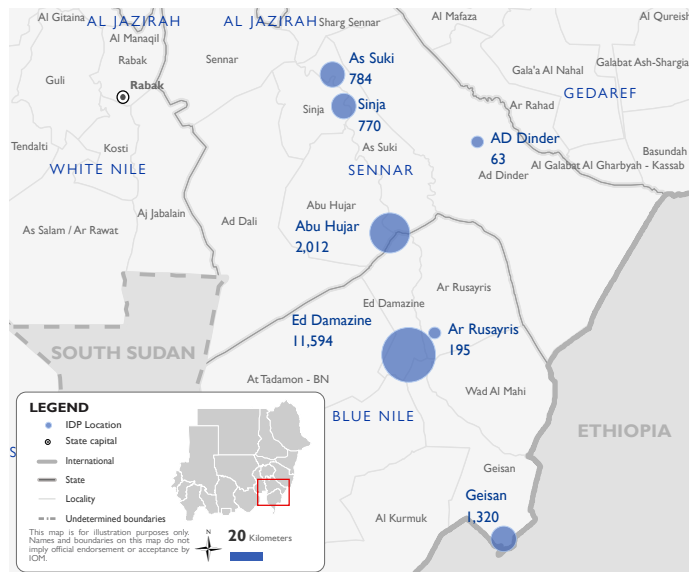 Al Gitaina
AL JAZIRAH
AL JAZIRAH
Sharg Sennar
Al Mafaza
Al Qureish
Al Manaqil
Rabak
Sennar
As Suki
784
Galabat Ash-Shargia
Guli
Rabak
Gala'a Al Nahal
GEDAREF
Sinja
Sinja
770
Ar Rahad
Tendalti
Kosti
As Suki
AD Dinder
63
Basundah
WHITE NILE
SENNAR
Ad Dinder
Al Galabat Al Gharbyah - Kassab
Aj Jabalain
Ad Dali
Abu Hujar
As Salam / Ar Rawat
Abu Hujar
2,012
Ar Rusayris
Ed Damazine
Ed Damazine
11,594
Ar Rusayris
195
SOUTH SUDAN
At Tadamon - BN
Wad Al Mahi
BLUE NILE
ETHIOPIA
S
Geisan
Geisan
1,320
Al Kurmuk
LEGEND
IDP Location
State capital
International
State
Locality
Undetermined boundaries
This map is for illustration purposes only.
Names and boundaries on this map do not
imply official endorsement or acceptance by
IOM.
N
20 Kilometers